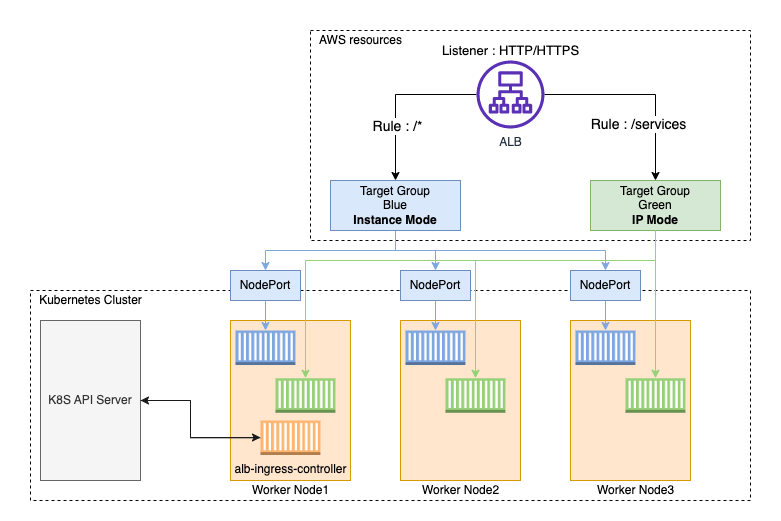 AWS resources
Listener : HTTP/HTTPS
Rule : /*
Rule : /services
ALB
Target Group
Blue
Instance Mode
Target Group
Green
IP Mode
NodePort
NodePort
NodePort
Kubernetes Cluster
K8S API Server
alb-ingress-controller
Worker Node1
Worker Node2
Worker Node3